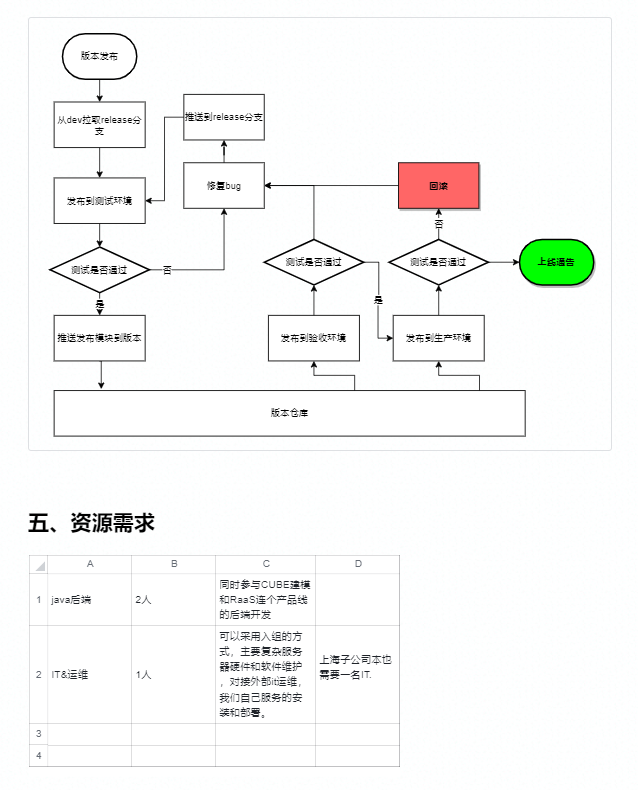 版本发布
从dev拉取release分
支
推送到release分支
发布到测试环境
修复bug
回滚
测试是否通过
否
测试是否通过
是
测试是否通过
否
上线通告
是
推送发布模块到版本
发布到验收环境
发布到生产环境
版本仓库
五、资源需求
A B C D
1 java后端 2人 同时参与CUBE建模
和RaaS连个产品线
的后端开发
2 IT&运维 1人 可以采用入组的方
式，主要复杂服务
器硬件和软件维护
，对接外部it运维，
我们自己服务的安
装和部署。
上海子公司本也
需要一名IT.
3
4